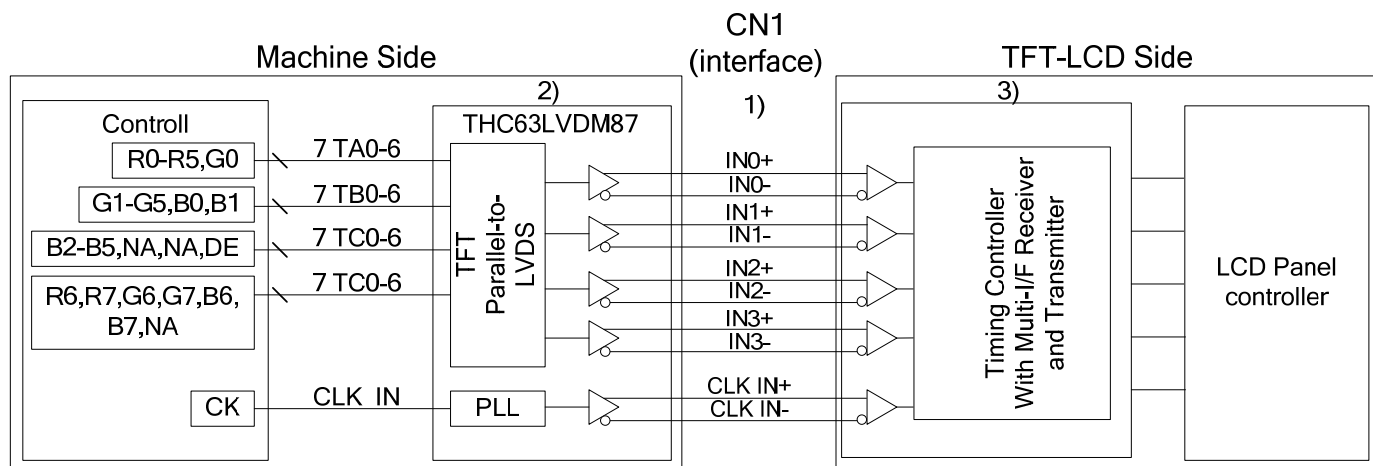 CN1
(interface)
1)
Machine Side
TFT-LCD Side
2)
3)
Controll
THC63LVDM87
R0-R5,G0
7 TA0-6
G1-G5,B0,B1
7 TB0-6
B2-B5,NA,NA,DE
7 TC0-6
R6,R7,G6,G7,B6,
B7,NA
7 TC0-6
CK
CLK IN
TFT
Parallel-to-
LVDS
PLL
IN0+
IN0-
IN1+
IN1-
IN2+
IN2-
IN3+
IN3-
CLK IN+
CLK IN-
Timing Controller
With Multi-I/F Receiver
and Transmitter
LCD Panel
controller